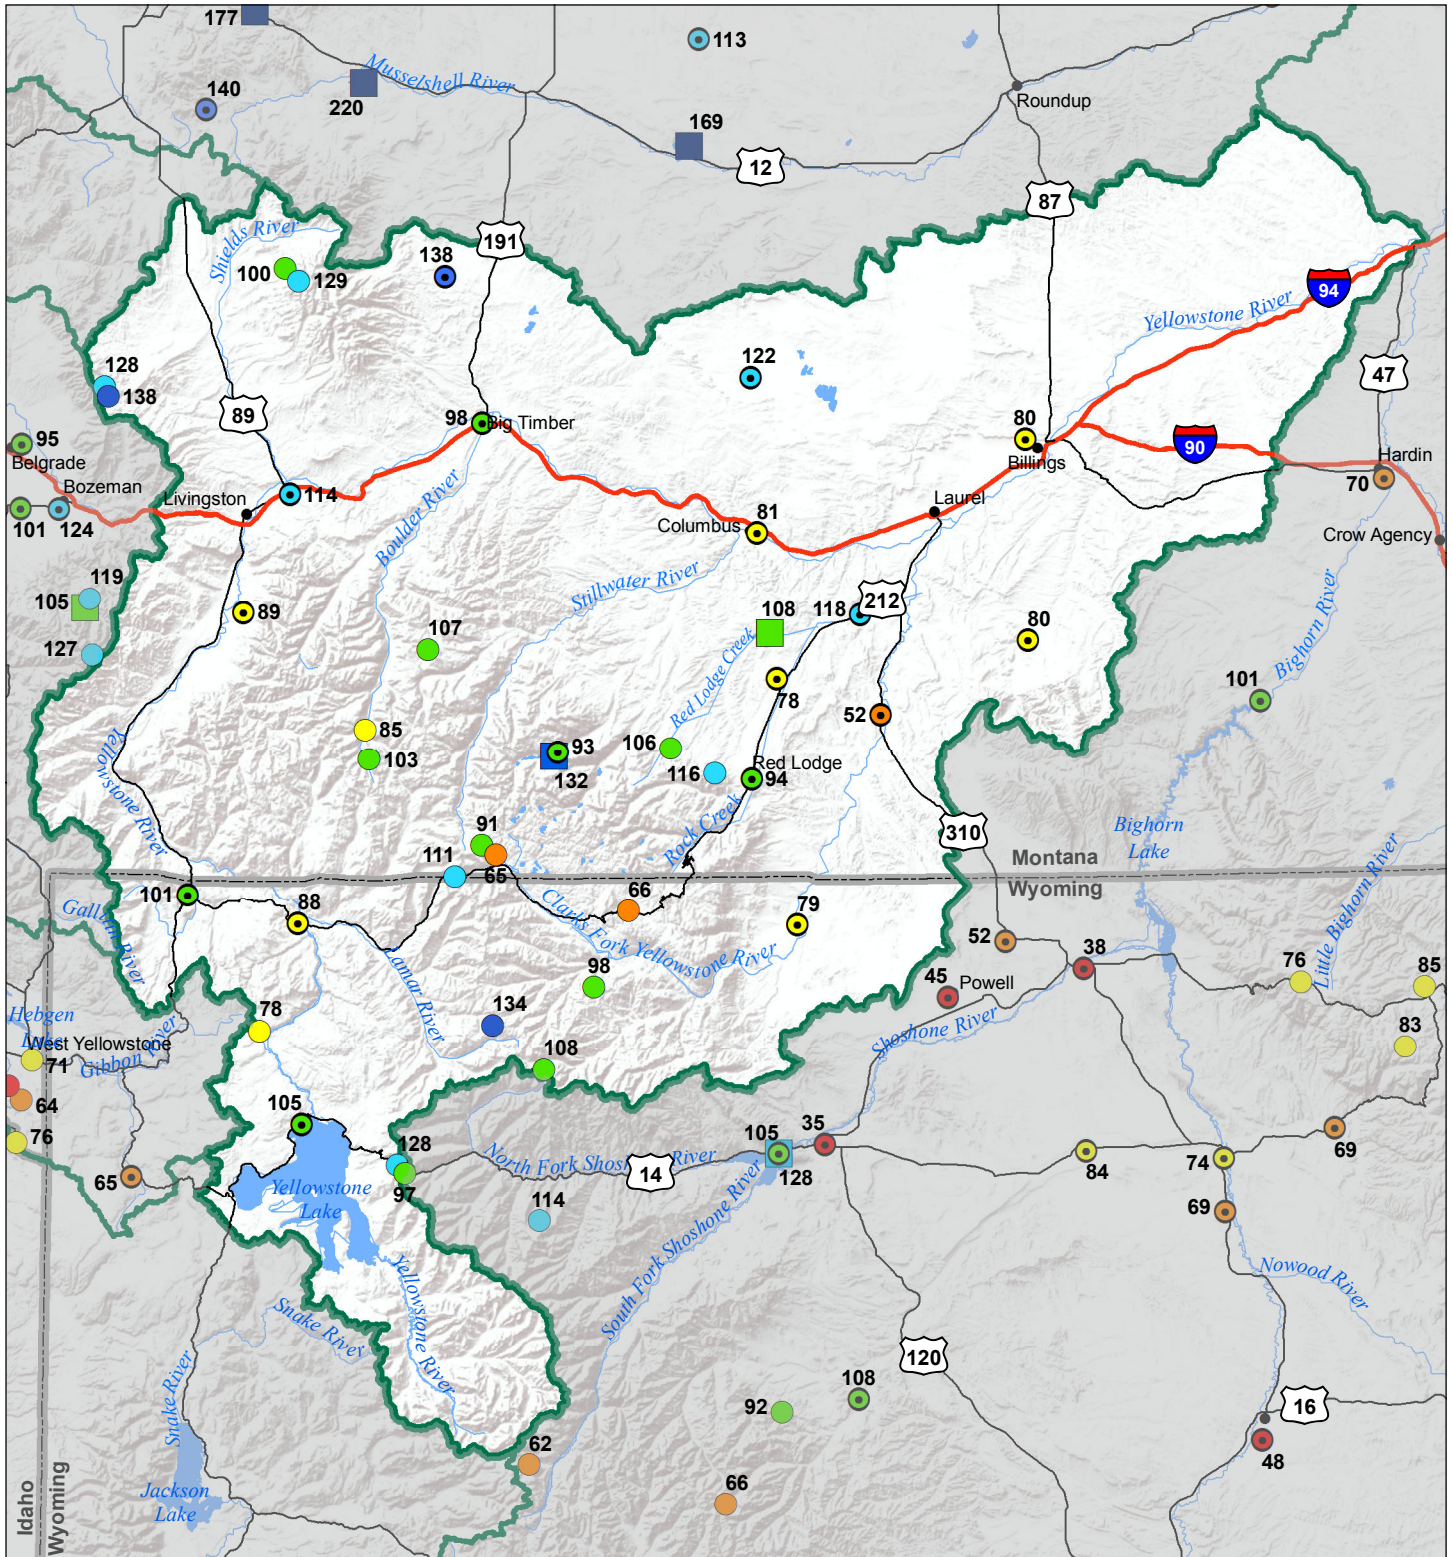 177
113
Musselshell River
140
220
Roundup
169
12
87
Shields River
191
138
100
129
94
Yellowstone River
128
138
122
47
89
98
Big Timber
80
95
Belgrade
Billings
90
Hardin
70
Bozeman
Livingston
114
Laurel
101
124
Columbus
81
Crow Agency
Boulder River
Stillwater River
119
105
89
108
118
212
80
127
107
Red Lodge Creek
Bighorn River
101
78
52
85
103
Yellowstone River
93
132
106
116
Red Lodge
94
Rock Creek
310
Bighorn
Lake
91
111
65
Montana
Wyoming
Little Bighorn River
101
88
66
79
Gallatin River
Clarks Fork Yellowstone River
52
38
Lamar River
98
45
Powell
76
85
Hebgen
Lake
78
134
Shoshone River
83
West Yellowstone
71
Gibbon River
64
108
105
35
76
128
97
North Fork Shoshone River
14
105
128
84
74
69
65
Yellowstone
Lake
114
69
South Fork Shoshone River
Nowood River
Yellowstone River
Snake River
120
Snake River
92
108
16
62
48
66
Jackson
Lake
Idaho
Wyoming